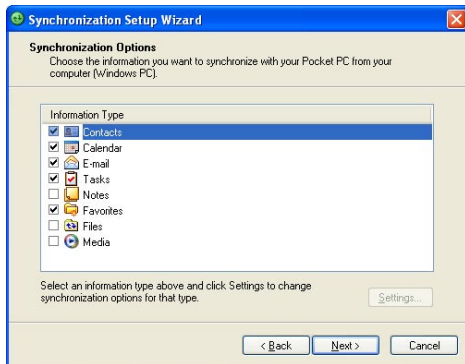 Synchronization Setup Wizard
Synchronization Options
Choose the information you want to synchronize with your Pocket PC from your
computer (Windows PC).
Information Type
Contacts
Calendar
E-mail
Tasks
Notes
Favorites
Files
Media
Select an information type above and click Settings to change
synchronization options for that type.
Settings...
< Back
Next >
Cancel